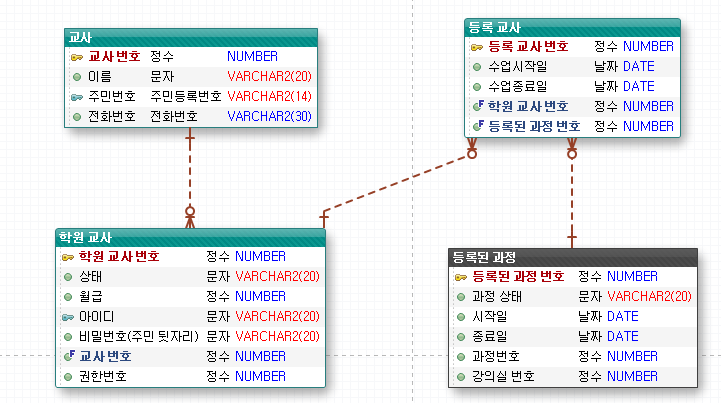 교사
교사 번호 정수 NUMBER
이름 문자 VARCHAR2(20)
주민번호 주민등록번호 VARCHAR2(14)
전화번호 전화번호 VARCHAR2(30)
등록 교사
등록 교사 번호 정수 NUMBER
수업시작일 날짜 DATE
수업종료일 날짜 DATE
F 학원 교사 번호 정수 NUMBER
F 등록된 과정 번호 정수 NUMBER
학원 교사
학원 교사 번호 정수 NUMBER
상태 문자 VARCHAR2(20)
월급 정수 NUMBER
아이디 문자 VARCHAR2(20)
비밀번호(주민 뒷자리) 문자 VARCHAR2(20)
F 교사 번호 정수 NUMBER
권한번호 정수 NUMBER
등록된 과정
등록된 과정 번호 정수 NUMBER
과정 상태 문자 VARCHAR2(20)
시작일 날짜 DATE
종료일 날짜 DATE
과정번호 정수 NUMBER
강의실 번호 정수 NUMBER